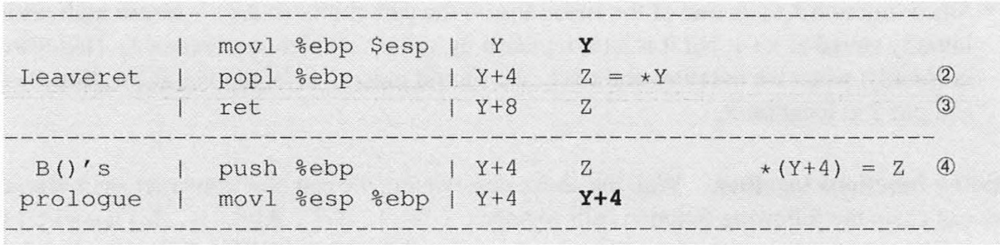 | movl %ebp $esp | Y Y
Leaveret | popl %ebp | Y+4 Z = *Y ②
| ret | Y+8 Z ③
B()'s | push %ebp | Y+4 Z *(Y+4) = Z ④
prologue | movl %esp %ebp | Y+4 Y+4